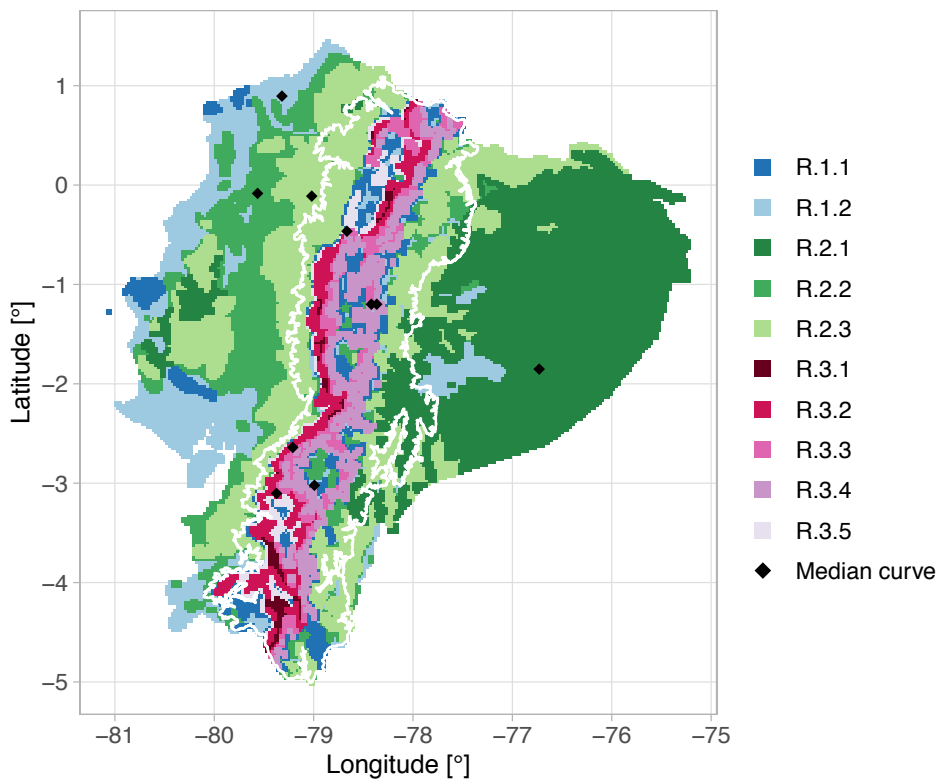 1
0
−1
−2
−3
−4
−5
Latitude [°]
−81 −80 −79 −78 −77 −76 −75
Longitude [°]
R.1.1
R.1.2
R.2.1
R.2.2
R.2.3
R.3.1
R.3.2
R.3.3
R.3.4
R.3.5
Median curve